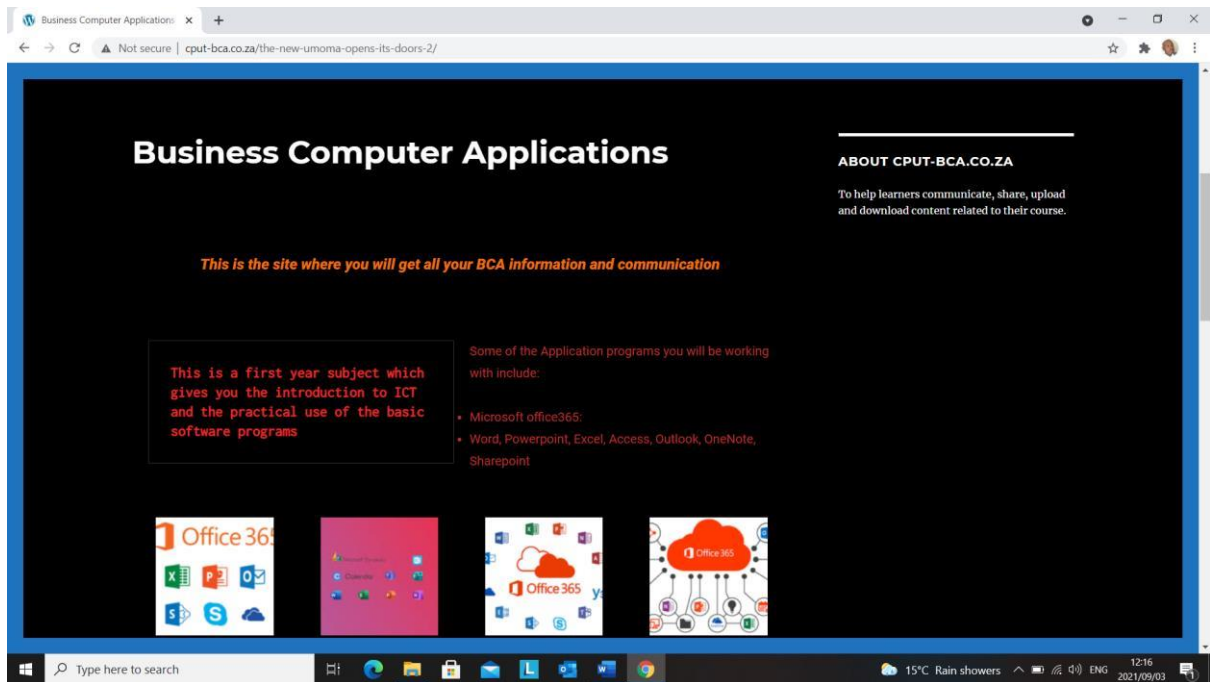 Business Computer Applications
Not secure | cput-bca.co.za/the-new-umoma-opens-its-doors-2/
Business Computer Applications
ABOUT CPUT-BCA.CO.ZA
To help learners communicate, share, upload
and download content related to their course.
This is the site where you will get all your BCA information and communication
This is a first year subject which
gives you the introduction to ICT
and the practical use of the basic
software programs
Some of the Application programs you will be working
with include:
• Microsoft office365:
• Word, Powerpoint, Excel, Access, Outlook, OneNote,
Sharepoint
Office 365
Calendar
Office 365
Office 365
Type here to search
15°C Rain showers
ENG
12:16
2021/09/03